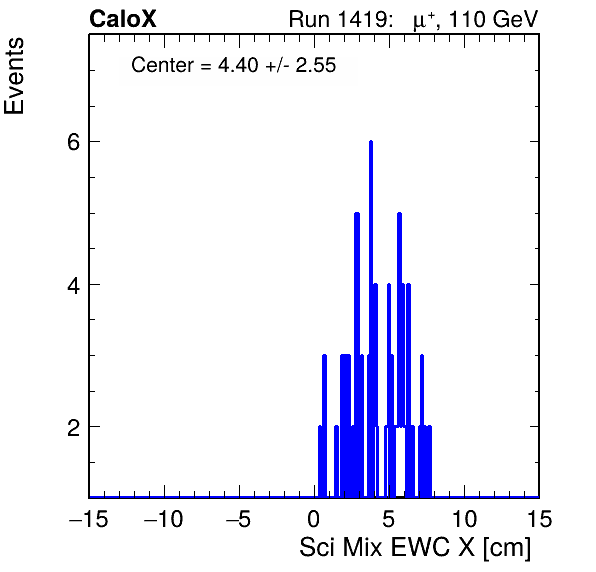 CaloX Run 1419: μ⁺, 110 GeV
Center = 4.40 +/- 2.55
Events
6
4
2
−15 −10 −5 0 5 10 15
Sci Mix EWC X [cm]